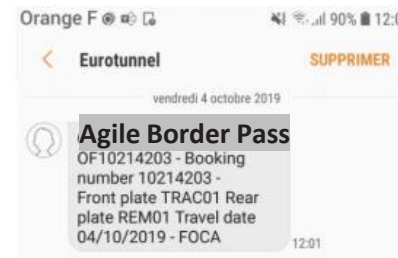 Orange F 90% 12:0
Eurotunnel SUPPRIMER
vendredi 4 octobre 2019
Agile Border Pass
OF10214203 - Booking
number 10214203 -
Front plate TRAC01 Rear
plate REM01 Travel date
04/10/2019 - FOCA
12:01